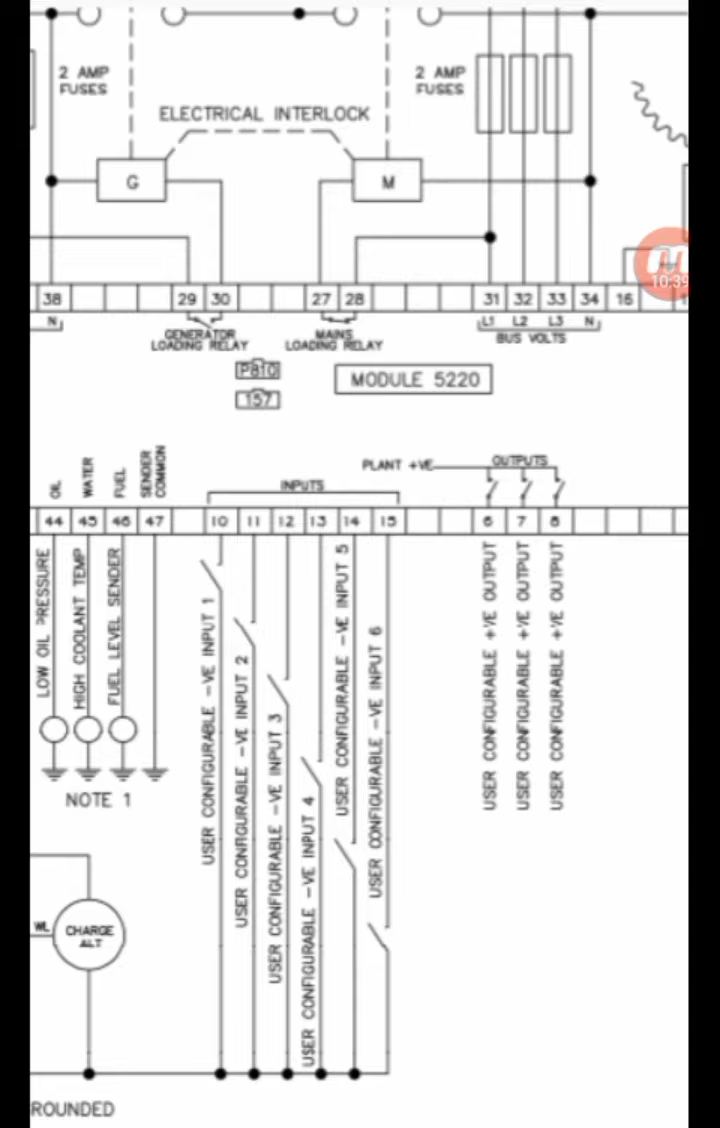 2 AMP
FUSES
2 AMP
FUSES
ELECTRICAL INTERLOCK
G
M
10:39
38
29
30
27
28
31
32
33
34
16
N
GENERATOR
LOADING RELAY
MAINS
LOADING RELAY
L1
L2
L3
N
BUS VOLTS
P810
157
MODULE 5220
OIL
WATER
FUEL
SENDER
COMMON
INPUTS
PLANT +VE
OUTPUTS
44
45
46
47
10
11
12
13
14
15
6
7
8
LOW OIL PRESSURE
HIGH COOLANT TEMP
FUEL LEVEL SENDER
USER CONFIGURABLE -VE INPUT 1
USER CONFIGURABLE -VE INPUT 2
USER CONFIGURABLE -VE INPUT 3
USER CONFIGURABLE -VE INPUT 4
USER CONFIGURABLE -VE INPUT 5
USER CONFIGURABLE -VE INPUT 6
USER CONFIGURABLE +VE OUTPUT
USER CONFIGURABLE +VE OUTPUT
USER CONFIGURABLE +VE OUTPUT
NOTE 1
WL
CHARGE
ALT
ROUNDED